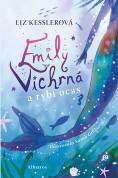 LIZ KESSLEROVÁ
Emily
Vichrná
a rybí ocas
Albatros